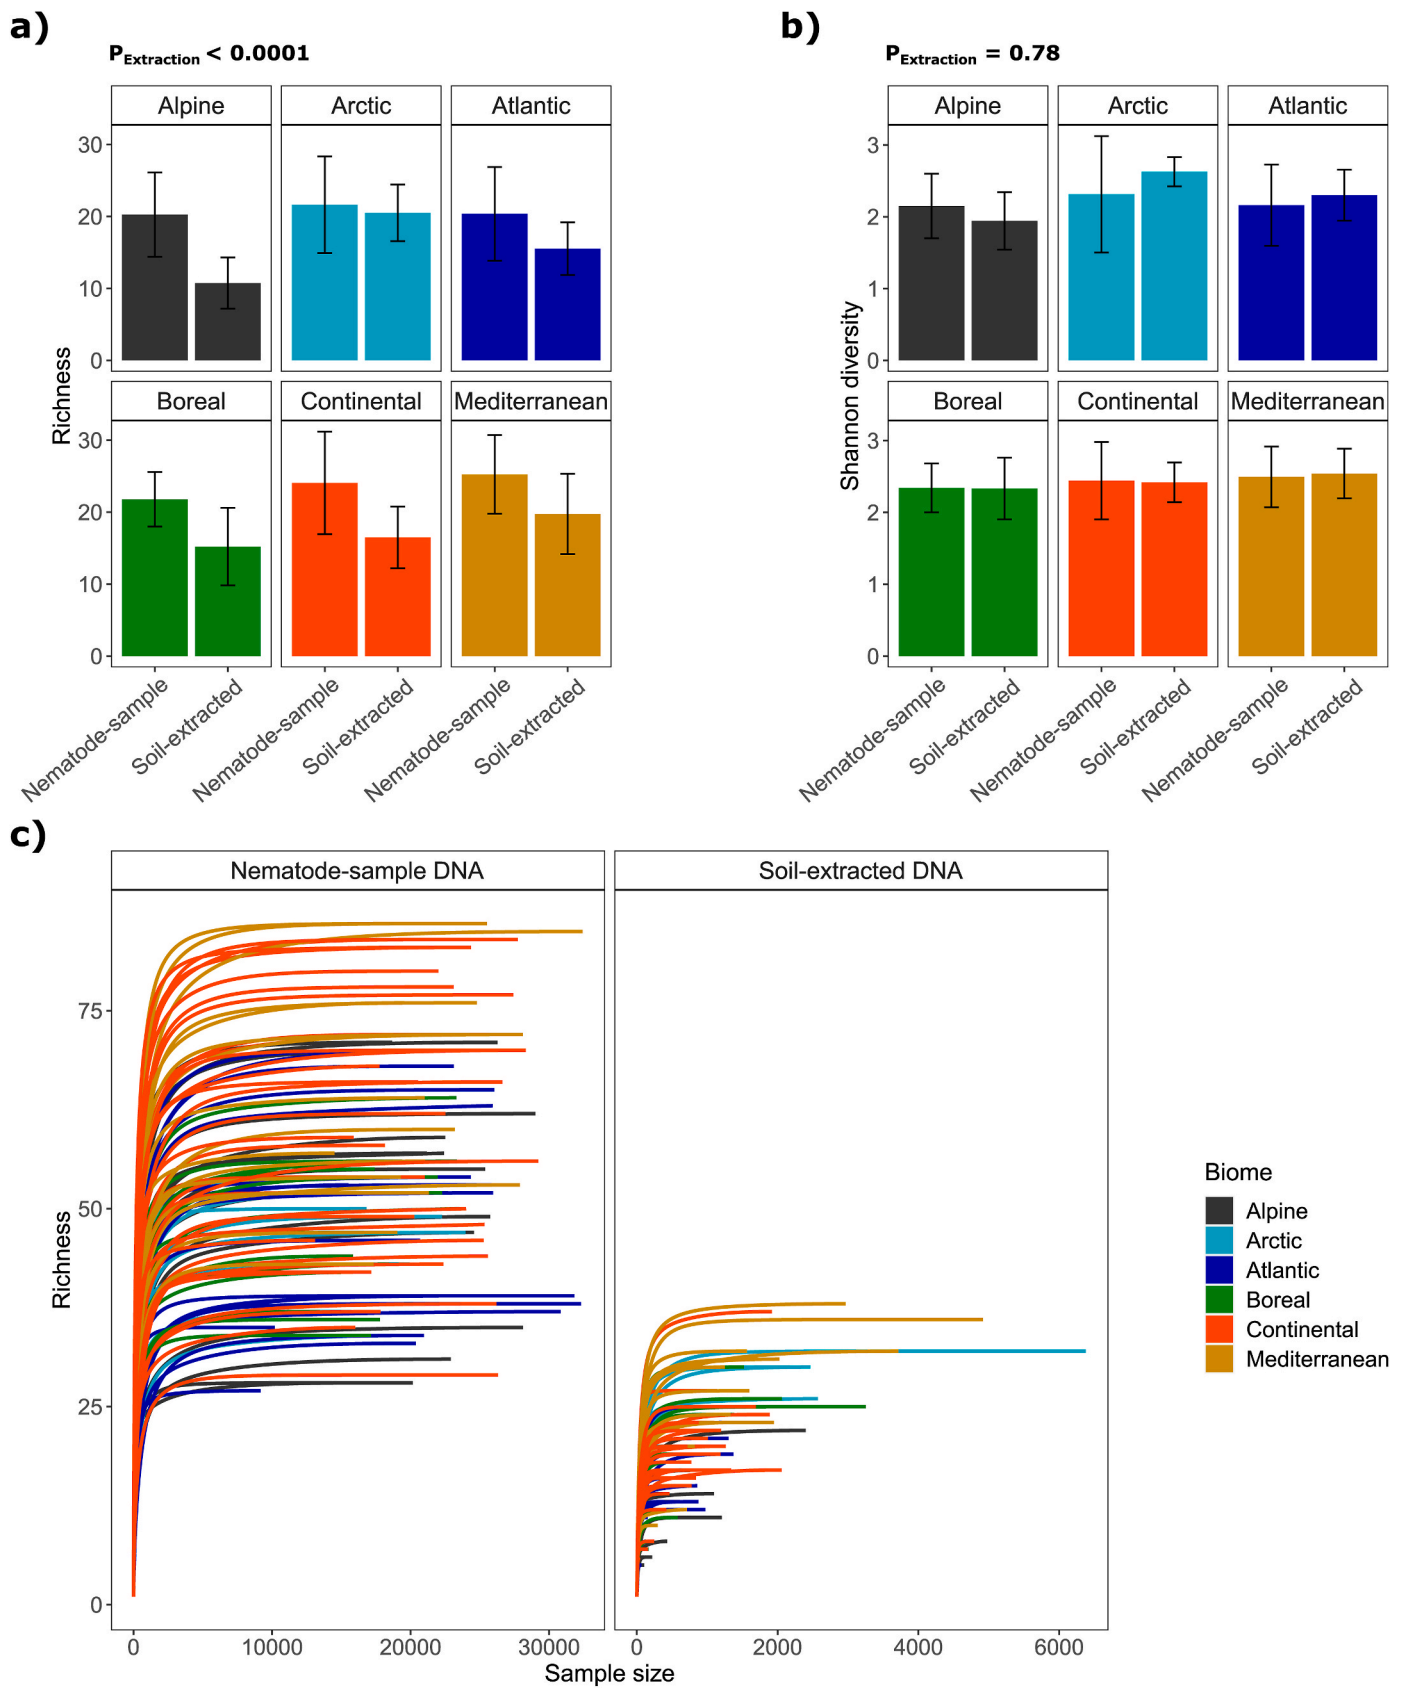 a)
P_Extraction < 0.0001
Alpine Arctic Atlantic
30
20
10
0
Richness
Boreal Continental Mediterranean
30
20
10
0
Nematode-sample Soil-extracted Nematode-sample Soil-extracted Nematode-sample Soil-extracted
b)
P_Extraction = 0.78
Alpine Arctic Atlantic
3
2
1
0
Shannon diversity
Boreal Continental Mediterranean
3
2
1
0
Nematode-sample Soil-extracted Nematode-sample Soil-extracted Nematode-sample Soil-extracted
c)
Nematode-sample DNA Soil-extracted DNA
75
50
25
0
Richness
0 10000 20000 30000 0 2000 4000 6000
Sample size
Biome
Alpine
Arctic
Atlantic
Boreal
Continental
Mediterranean